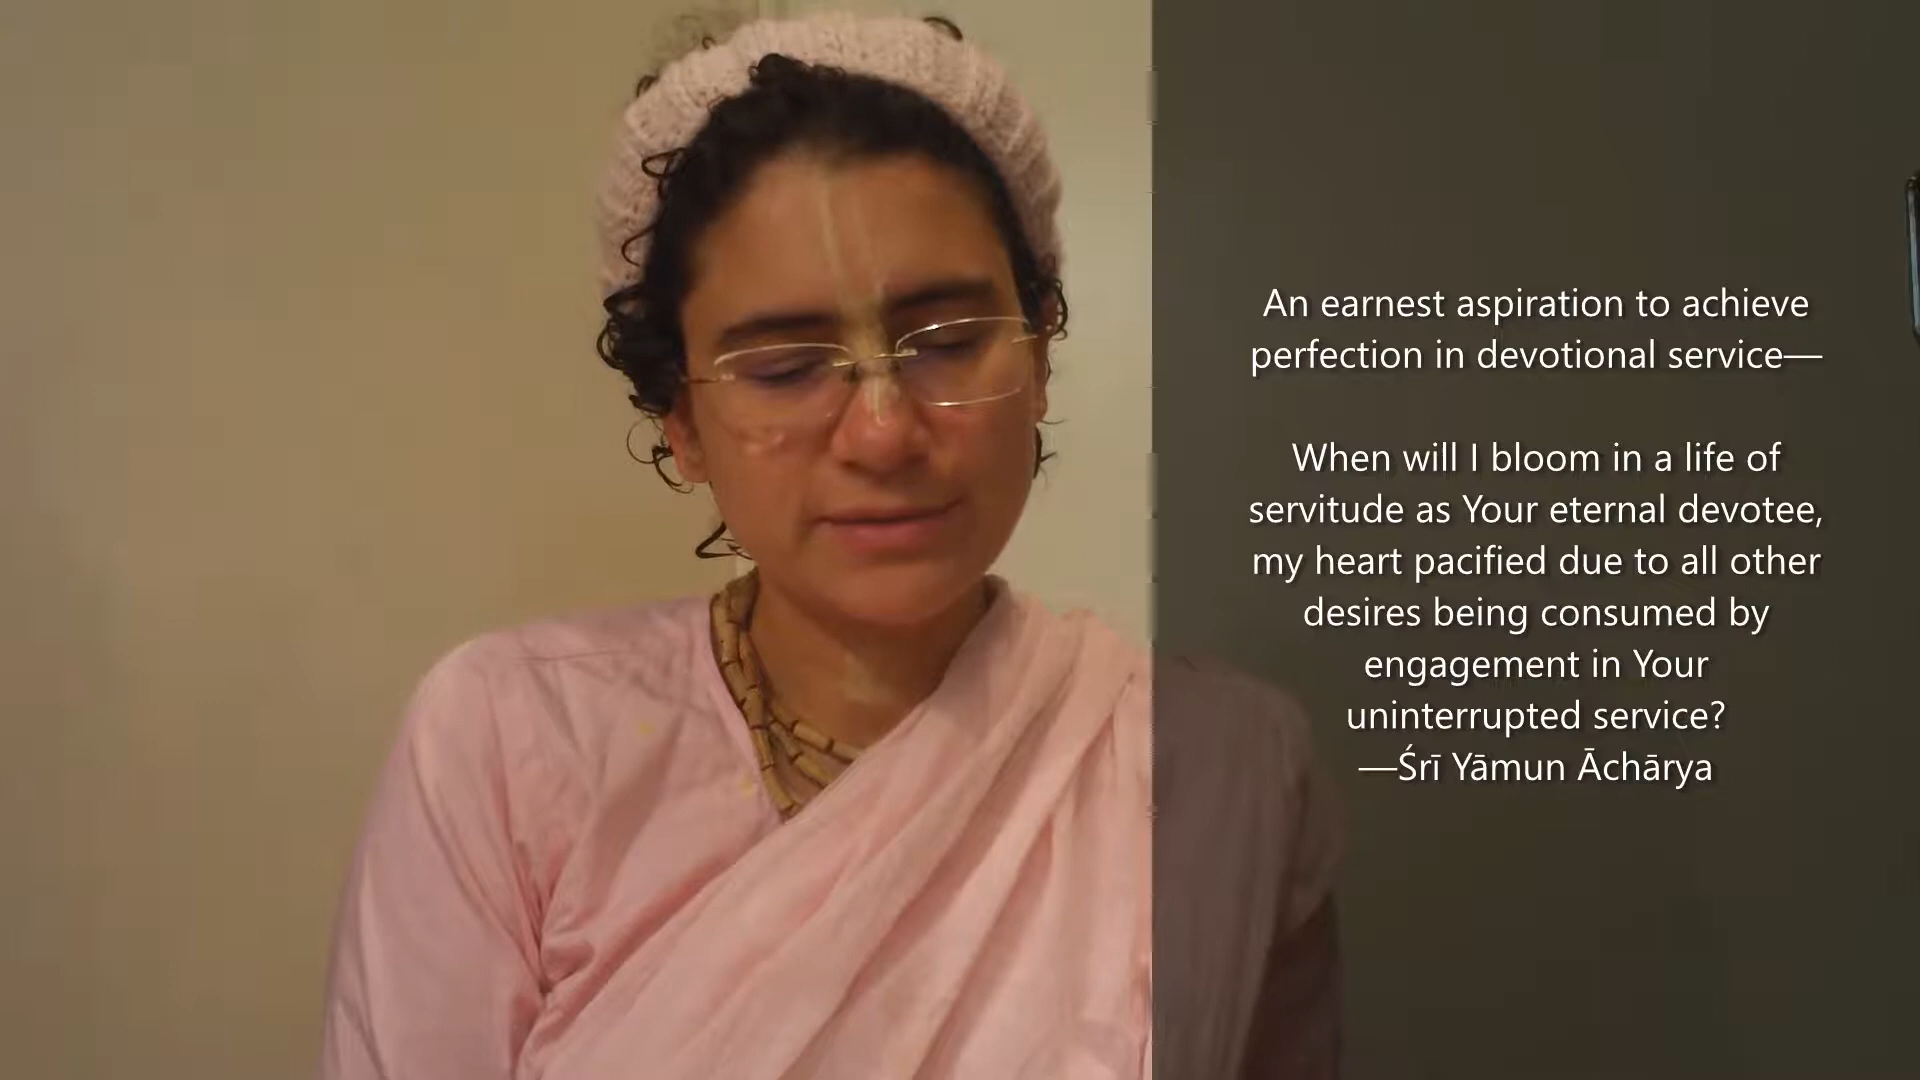 An earnest aspiration to achieve
perfection in devotional service—
When will I bloom in a life of
servitude as Your eternal devotee,
my heart pacified due to all other
desires being consumed by
engagement in Your
uninterrupted service?
—Śrī Yāmun Āchārya